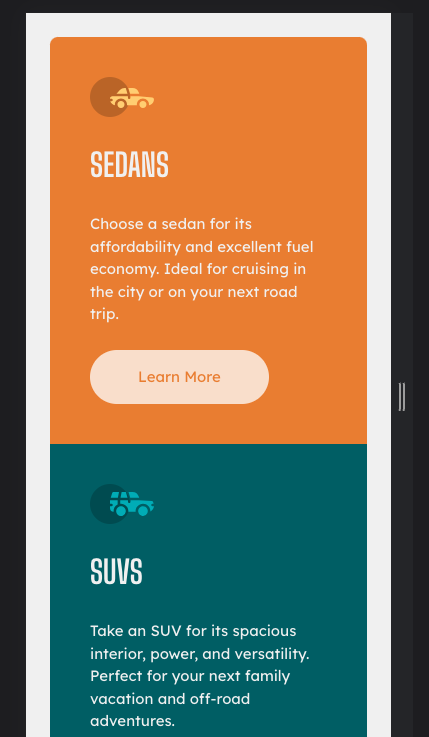 SEDANS
Choose a sedan for its
affordability and excellent fuel
economy. Ideal for cruising in
the city or on your next road
trip.
Learn More
SUVS
Take an SUV for its spacious
interior, power, and versatility.
Perfect for your next family
vacation and off-road
adventures.